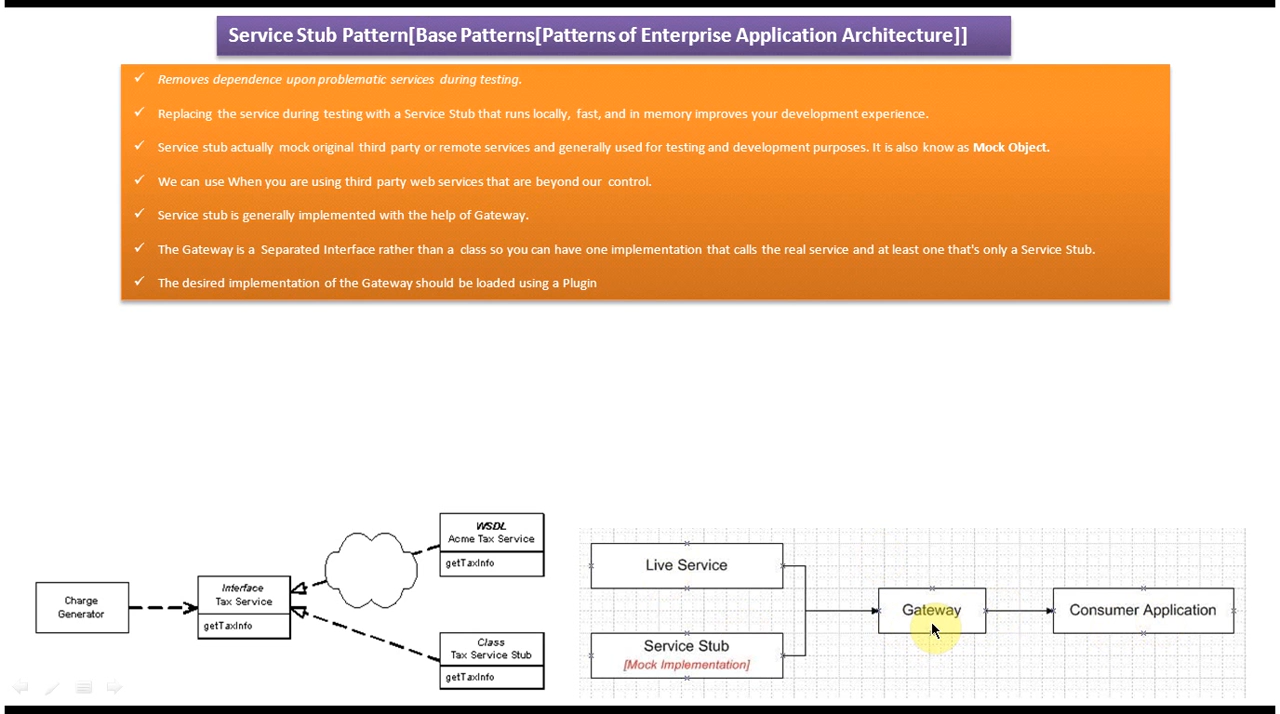 Service Stub Pattern[Base Patterns[Patterns of Enterprise Application Architecture]]
Removes dependence upon problematic services during testing.
Replacing the service during testing with a Service Stub that runs locally, fast, and in memory improves your development experience.
Service stub actually mock original third party or remote services and generally used for testing and development purposes. It is also know as Mock Object.
We can use When you are using third party web services that are beyond our control.
Service stub is generally implemented with the help of Gateway.
The Gateway is a Separated Interface rather than a class so you can have one implementation that calls the real service and at least one that's only a Service Stub.
The desired implementation of the Gateway should be loaded using a Plugin
Charge
Generator
Interface
Tax Service
getTaxInfo
WSDL
Acme Tax Service
getTaxInfo
Class
Tax Service Stub
getTaxInfo
Live Service
Service Stub
[Mock Implementation]
Gateway
Consumer Application